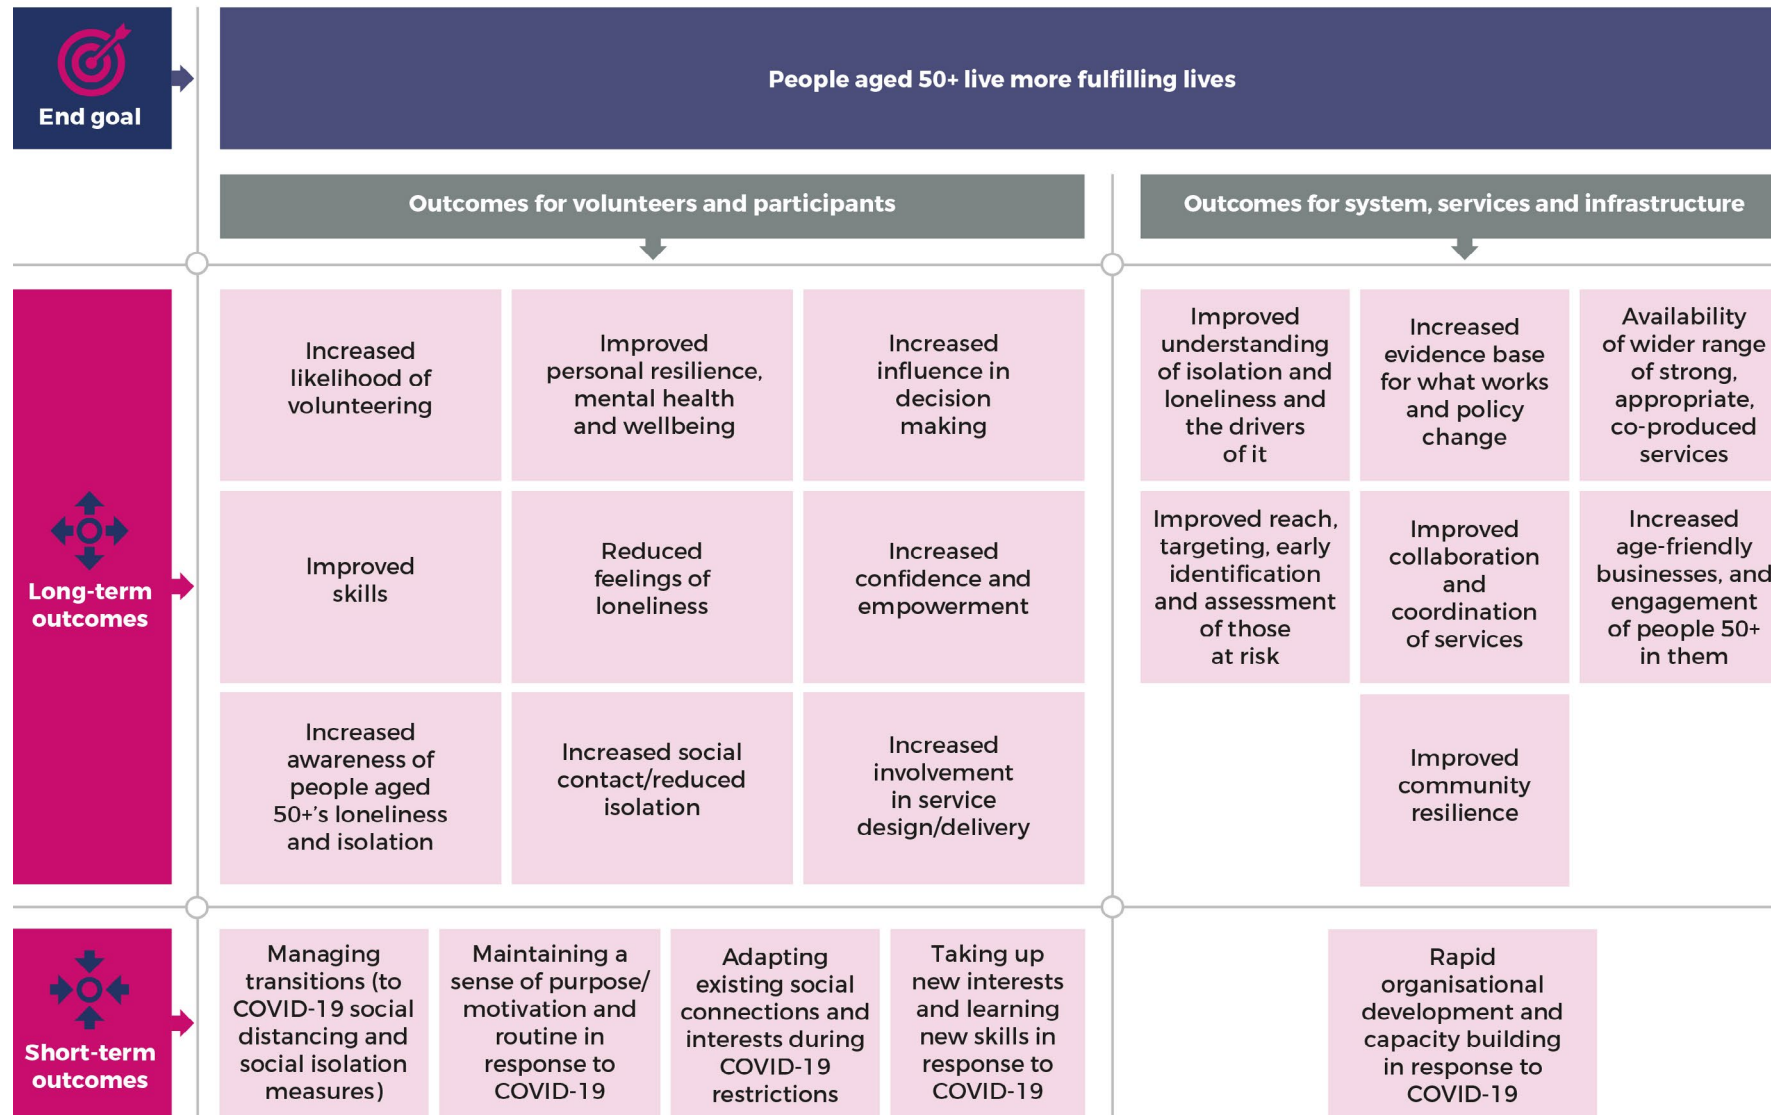 End goal
People aged 50+ live more fulfilling lives
Outcomes for volunteers and participants
Outcomes for system, services and infrastructure
Long-term
outcomes
Increased
likelihood of
volunteering
Improved
personal resilience,
mental health
and wellbeing
Increased
influence in
decision
making
Improved
understanding
of isolation and
loneliness and
the drivers
of it
Increased
evidence base
for what works
and policy
change
Availability
of wider range
of strong,
appropriate,
co-produced
services
Improved
skills
Reduced
feelings of
loneliness
Increased
confidence and
empowerment
Improved reach,
targeting, early
identification
and assessment
of those
at risk
Improved
collaboration
and
coordination
of services
Increased
age-friendly
businesses, and
engagement
of people 50+
in them
Increased
awareness of
people aged
50+'s loneliness
and isolation
Increased social
contact/reduced
isolation
Increased
involvement
in service
design/delivery
Improved
community
resilience
Short-term
outcomes
Managing
transitions (to
COVID-19 social
distancing and
social isolation
measures)
Maintaining a
sense of purpose/
motivation and
routine in
response to
COVID-19
Adapting
existing social
connections and
interests during
COVID-19
restrictions
Taking up
new interests
and learning
new skills in
response to
COVID-19
Rapid
organisational
development and
capacity building
in response to
COVID-19